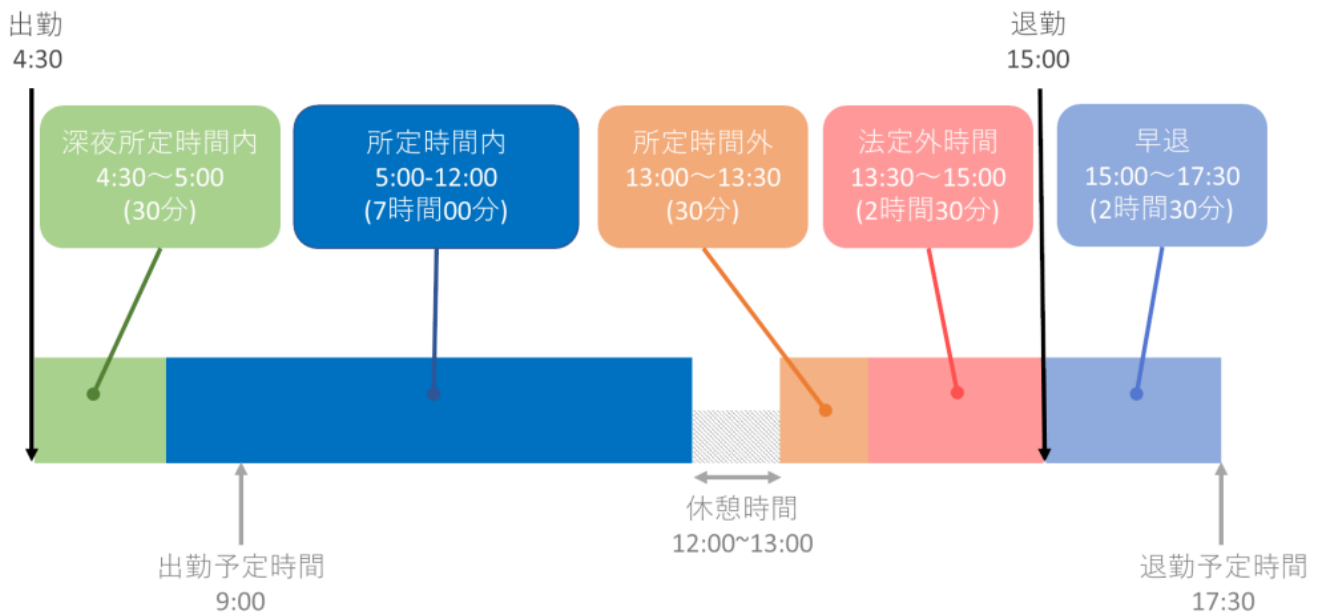 出勤
4:30
退勤
15:00
深夜所定時間内
4:30～5:00
(30分)
所定時間内
5:00-12:00
(7時間00分)
所定時間外
13:00～13:30
(30分)
法定外時間
13:30～15:00
(2時間30分)
早退
15:00～17:30
(2時間30分)
休憩時間
12:00~13:00
出勤予定時間
9:00
退勤予定時間
17:30